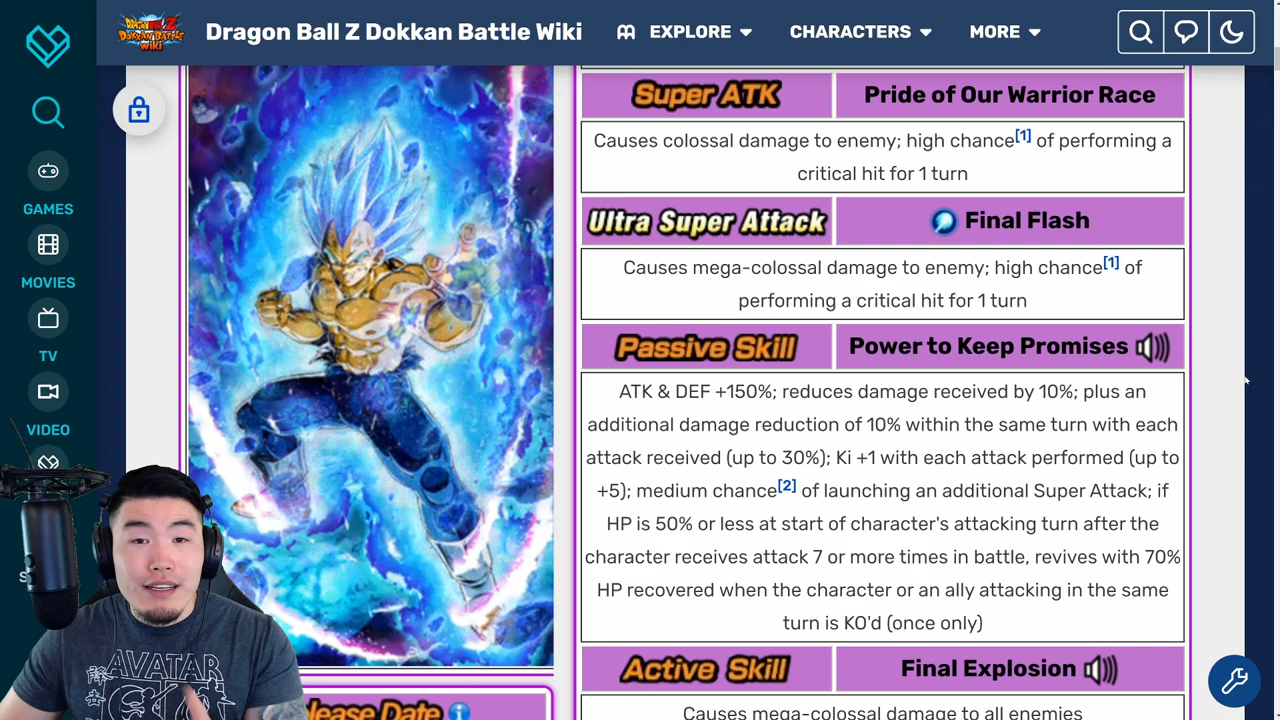 DRAGON BALL Z
DOKKAN BATTLE
WIKI
Dragon Ball Z Dokkan Battle Wiki
EXPLORE
CHARACTERS
MORE
GAMES
MOVIES
TV
VIDEO
Super ATK
Pride of Our Warrior Race
Causes colossal damage to enemy; high chance[1] of performing a
critical hit for 1 turn
Ultra Super Attack
Final Flash
Causes mega-colossal damage to enemy; high chance[1] of
performing a critical hit for 1 turn
Passive Skill
Power to Keep Promises
ATK & DEF +150%; reduces damage received by 10%; plus an
additional damage reduction of 10% within the same turn with each
attack received (up to 30%); Ki +1 with each attack performed (up to
+5); medium chance[2] of launching an additional Super Attack; if
HP is 50% or less at start of character's attacking turn after the
character receives attack 7 or more times in battle, revives with 70%
HP recovered when the character or an ally attacking in the same
turn is KO'd (once only)
Active Skill
Final Explosion
Causes mega-colossal damage to all enemies
lease Date
AVATAR